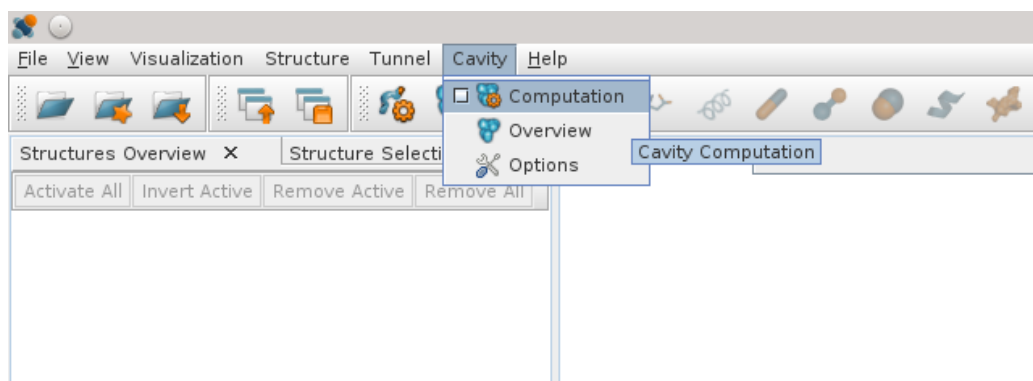 File View Visualization Structure Tunnel Cavity Help
Computation
Overview
Cavity Computation
Options
Structures Overview X Structure Selecti
Activate All Invert Active Remove Active Remove All